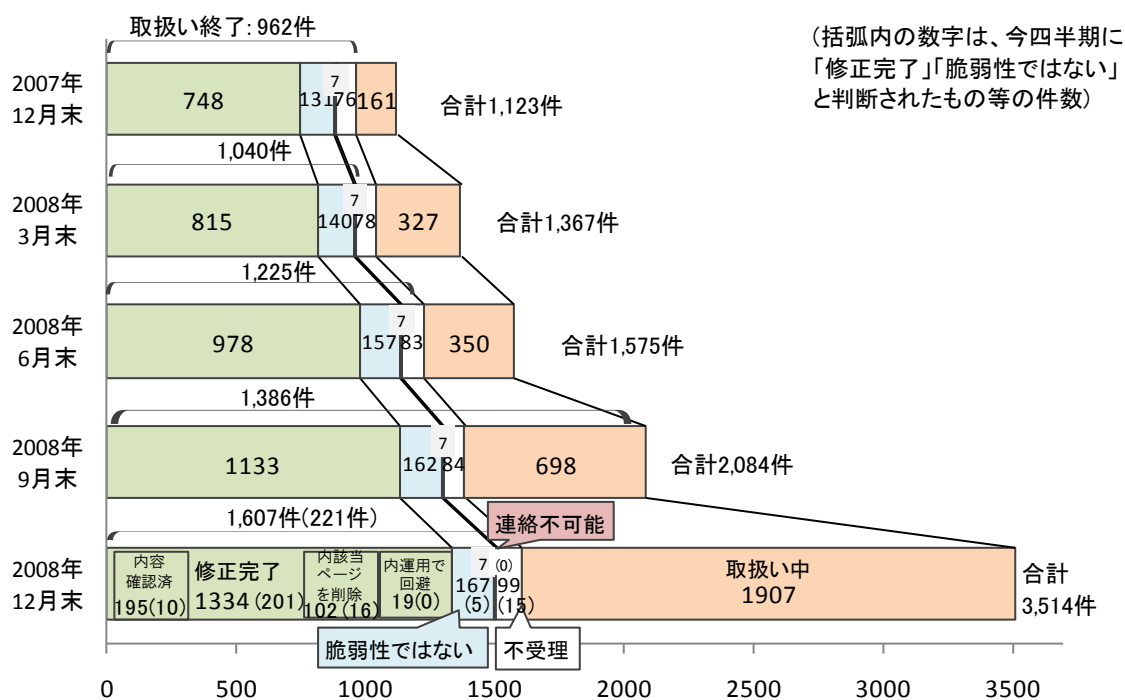 取扱い終了：962件
（括弧内の数字は、今四半期に
「修正完了」「脆弱性ではない」
と判断されたもの等の件数）
2007年
12月末
748
131
7
76
161
合計1,123件
1,040件
2008年
3月末
815
140
7
78
327
合計1,367件
1,225件
2008年
6月末
978
157
7
83
350
合計1,575件
1,386件
2008年
9月末
1133
162
7
84
698
合計2,084件
1,607件（221件）
連絡不可能
2008年
12月末
内容
確認済
195(10)
修正完了
1334 (201)
内該当
ページ
を削除
102(16)
内運用で
回避
19(0)
167
(5)
7 (0)
99
(15)
取扱い中
1907
合計
3,514件
脆弱性ではない
不受理
0 500 1000 1500 2000 2500 3000 3500